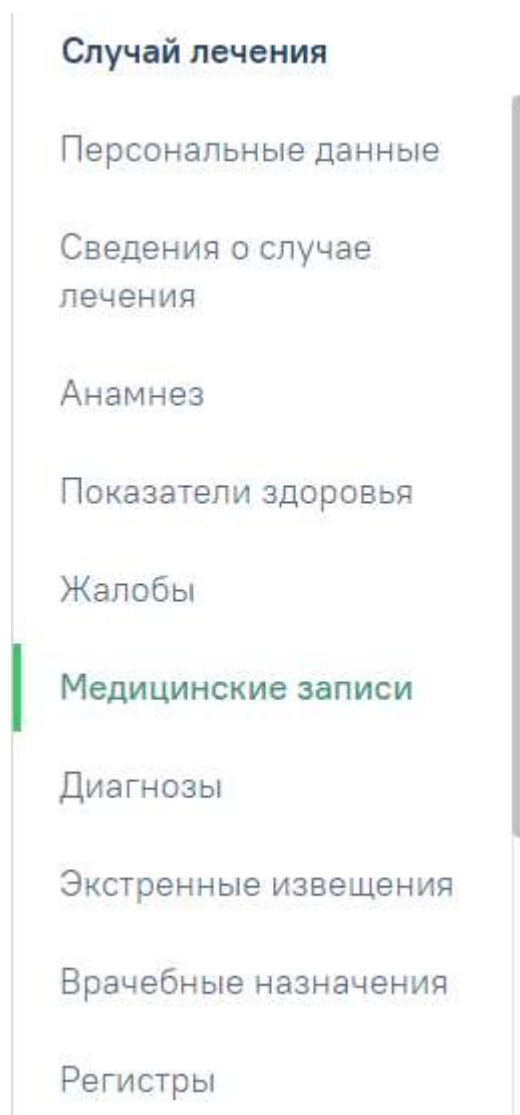 Случай лечения
Персональные данные
Сведения о случае
лечения
Анамнез
Показатели здоровья
Жалобы
Медицинские записи
Диагнозы
Экстренные извещения
Врачебные назначения
Регистры